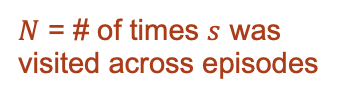 N = # of times s was
visited across episodes